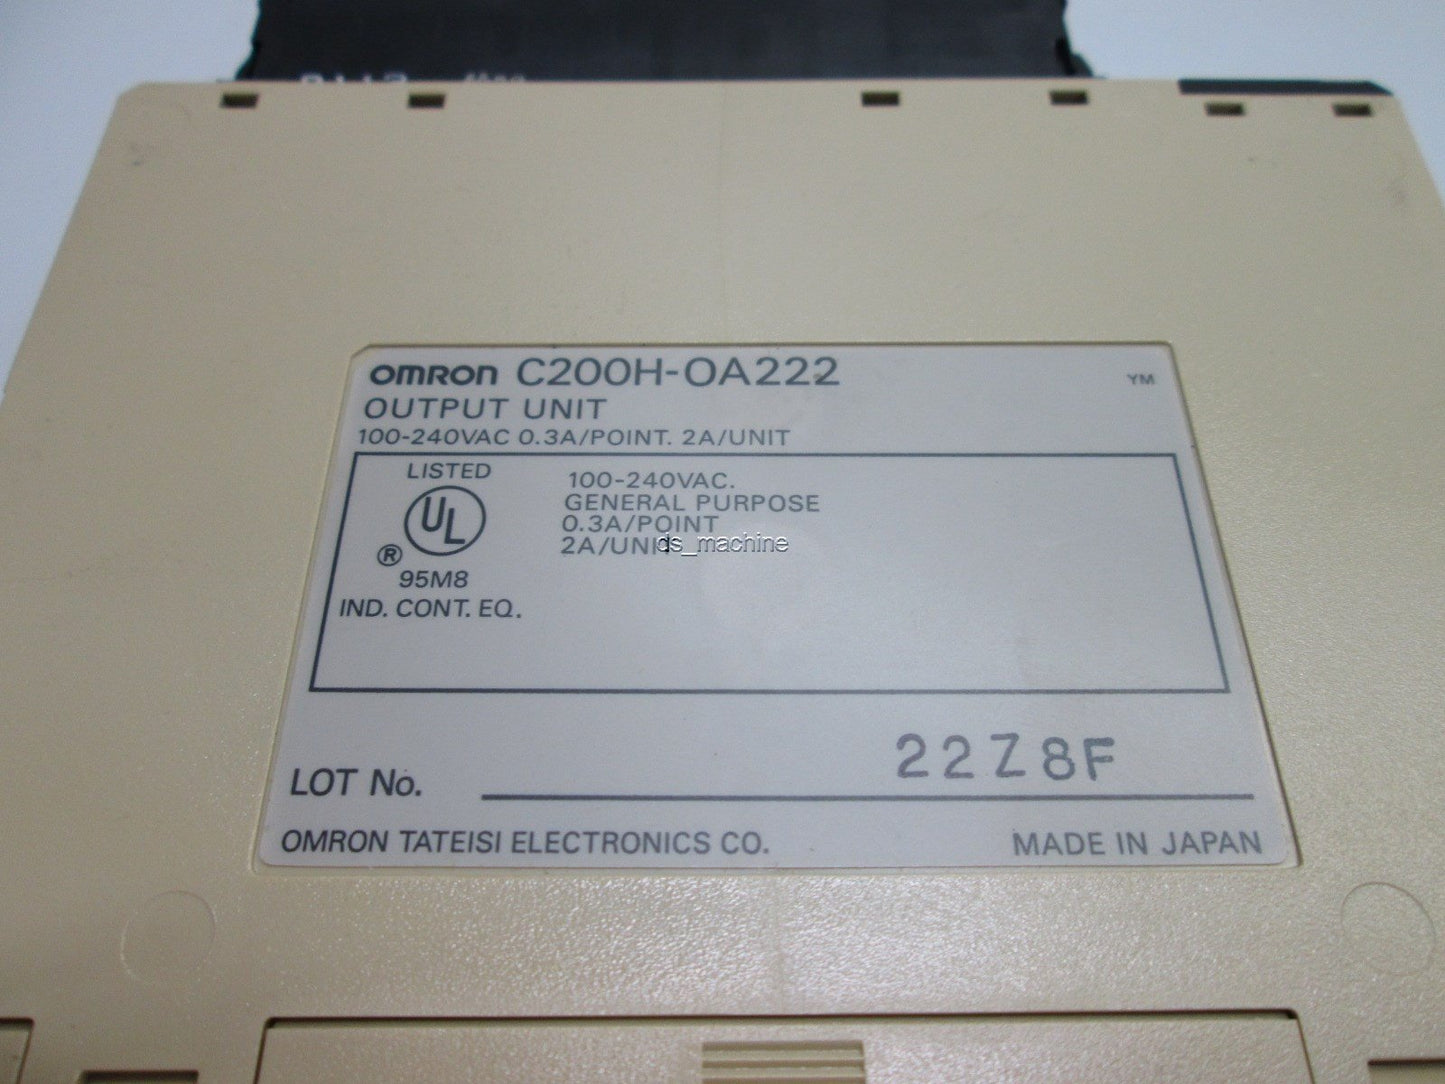 OMRON C200H-OA222
YM
OUTPUT UNIT
100-240VAC 0.3A/POINT. 2A/UNIT
LISTED
UL
®
95M8
IND. CONT. EQ.
100-240VAC.
GENERAL PURPOSE
0.3A/POINT
2A/UNIT
ds_machine
LOT No. 22Z8F
OMRON TATEISI ELECTRONICS CO.
MADE IN JAPAN